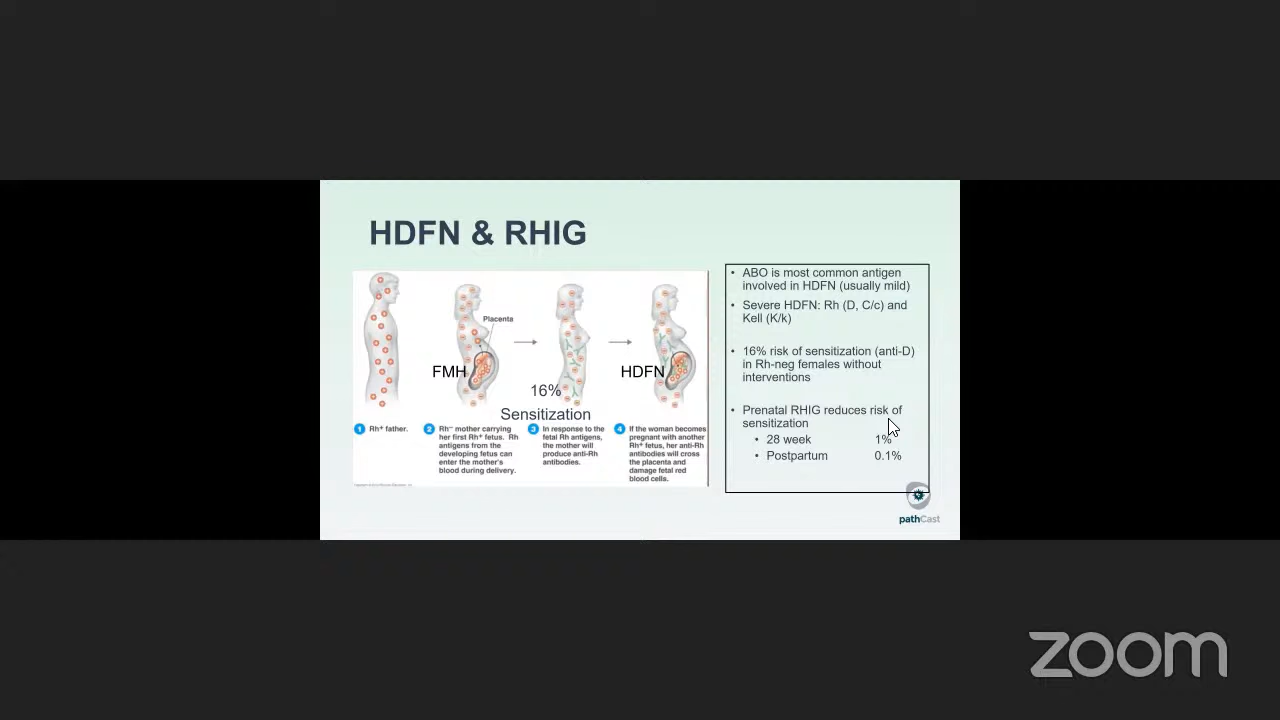 HDFN & RHIG
Placenta
FMH
16%
Sensitization
HDFN
1 Rh+ father.
2 Rh− mother carrying
her first Rh+ fetus. Rh
antigens from the
developing fetus can
enter the mother's
blood during delivery.
3 In response to the
fetal Rh antigens,
the mother will
produce anti-Rh
antibodies.
4 If the woman becomes
pregnant with another
Rh+ fetus, her anti-Rh
antibodies will cross
the placenta and
damage fetal red
blood cells.
• ABO is most common antigen
involved in HDFN (usually mild)
• Severe HDFN: Rh (D, C/c) and
Kell (K/k)
• 16% risk of sensitization (anti-D)
in Rh-neg females without
interventions
• Prenatal RHIG reduces risk of
sensitization
• 28 week 1%
• Postpartum 0.1%
pathCast
zoom